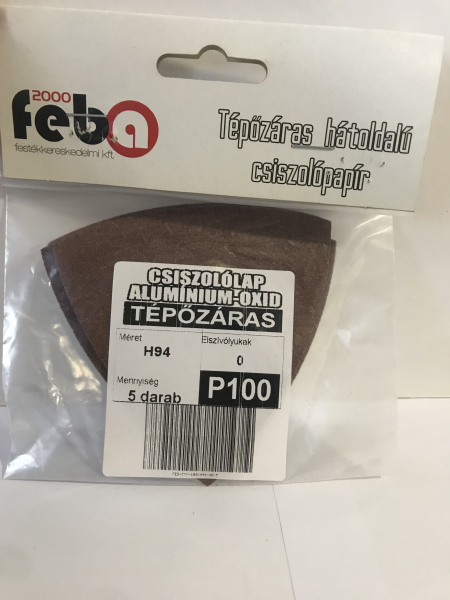 2000
feba
festékkereskedelmi kft.
Tépőzáras hátoldalú
csiszolópapír
CSISZOLÓLAP
ALUMÍNIUM-OXID
TÉPŐZÁRAS
Méret
H94
Elszívólyukak
0
Mennyiség
5 darab
P100